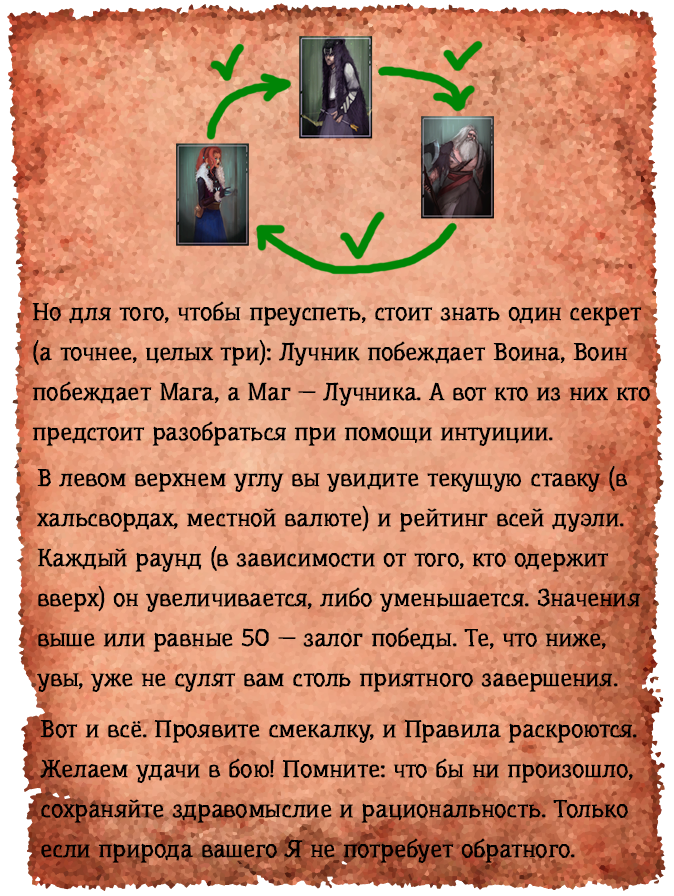 Но для того, чтобы преуспеть, стоит знать один секрет
(а точнее, целых три): Лучник побеждает Воина, Воин
побеждает Мага, а Маг — Лучника. А вот кто из них кто
предстоит разобраться при помощи интуиции.
В левом верхнем углу вы увидите текущую ставку (в
хальсвордах, местной валюте) и рейтинг всей дуэли.
Каждый раунд (в зависимости от того, кто одержит
вверх) он увеличивается, либо уменьшается. Значения
выше или равные 50 — залог победы. Те, что ниже,
увы, уже не сулят вам столь приятного завершения.
Вот и всё. Проявите смекалку, и Правила раскроются.
Желаем удачи в бою! Помните: что бы ни произошло,
сохраняйте здравомыслие и рациональность. Только
если природа вашего Я не потребует обратного.